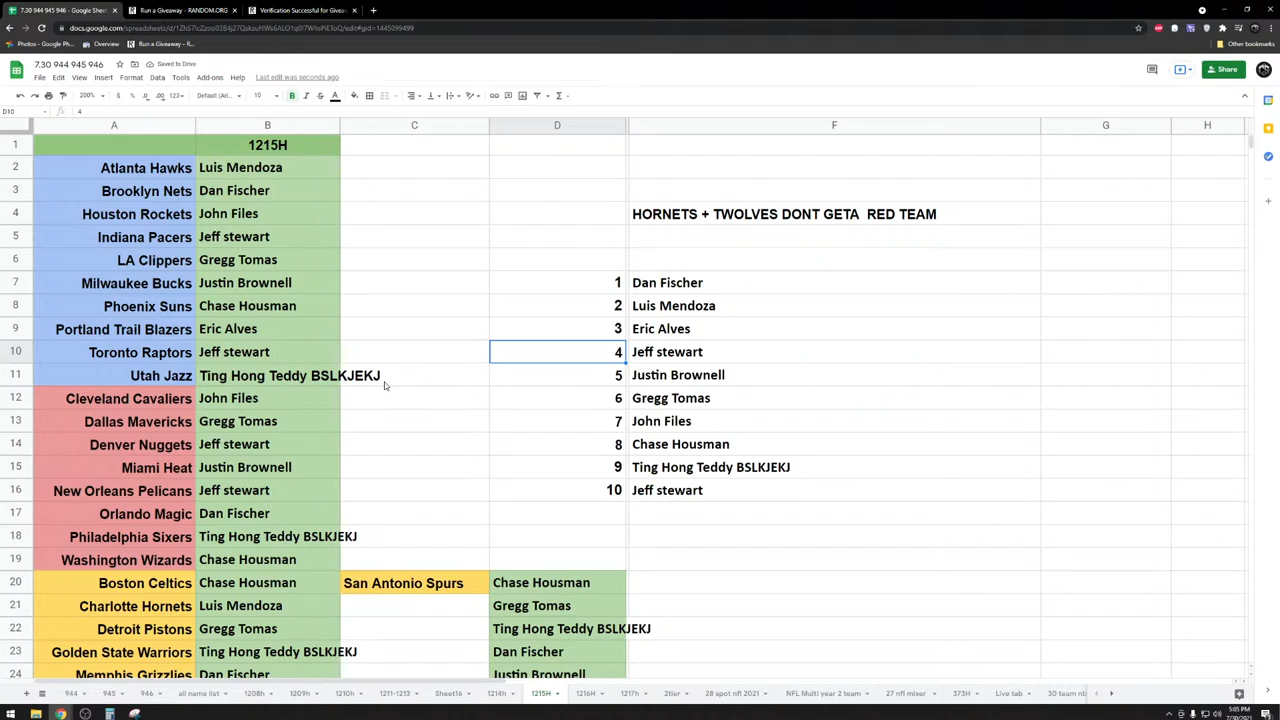 7.30 944 945 946 - Google Sheet
Run a Giveaway - RANDOM.ORG
Verification Successful for Giveaw
Photos - Google Ph...
Overview
Run a Giveaway - R...
Other bookmarks
7.30 944 945 946
Saved to Drive
File Edit View Insert Format Data Tools Add-ons Help Last edit was seconds ago
Share
200% $ % .0 .00 123 Default (Ari... 10 B I S A
D10 fx 4
A B C D F G H
1 1215H
2 Atlanta Hawks Luis Mendoza
3 Brooklyn Nets Dan Fischer
4 Houston Rockets John Files HORNETS + TWOLVES DONT GETA RED TEAM
5 Indiana Pacers Jeff stewart
6 LA Clippers Gregg Tomas
7 Milwaukee Bucks Justin Brownell 1 Dan Fischer
8 Phoenix Suns Chase Housman 2 Luis Mendoza
9 Portland Trail Blazers Eric Alves 3 Eric Alves
10 Toronto Raptors Jeff stewart 4 Jeff stewart
11 Utah Jazz Ting Hong Teddy BSLKJEKJ 5 Justin Brownell
12 Cleveland Cavaliers John Files 6 Gregg Tomas
13 Dallas Mavericks Gregg Tomas 7 John Files
14 Denver Nuggets Jeff stewart 8 Chase Housman
15 Miami Heat Justin Brownell 9 Ting Hong Teddy BSLKJEKJ
16 New Orleans Pelicans Jeff stewart 10 Jeff stewart
17 Orlando Magic Dan Fischer
18 Philadelphia Sixers Ting Hong Teddy BSLKJEKJ
19 Washington Wizards Chase Housman
20 Boston Celtics Chase Housman San Antonio Spurs Chase Housman
21 Charlotte Hornets Luis Mendoza Gregg Tomas
22 Detroit Pistons Gregg Tomas Ting Hong Teddy BSLKJEKJ
23 Golden State Warriors Ting Hong Teddy BSLKJEKJ Dan Fischer
24 Memphis Grizzlies Dan Fischer Justin Brownell
944 945 946 all name list 1208h 1209h 1210h 1211-1213 Sheet16 1214h 1215H 1216H 1217h 2tier 28 spot nfl 2021 NFL Multi year 2 team 27 nfl mixer 373H Live tab 30 team nb
5:05 PM
7/30/2021